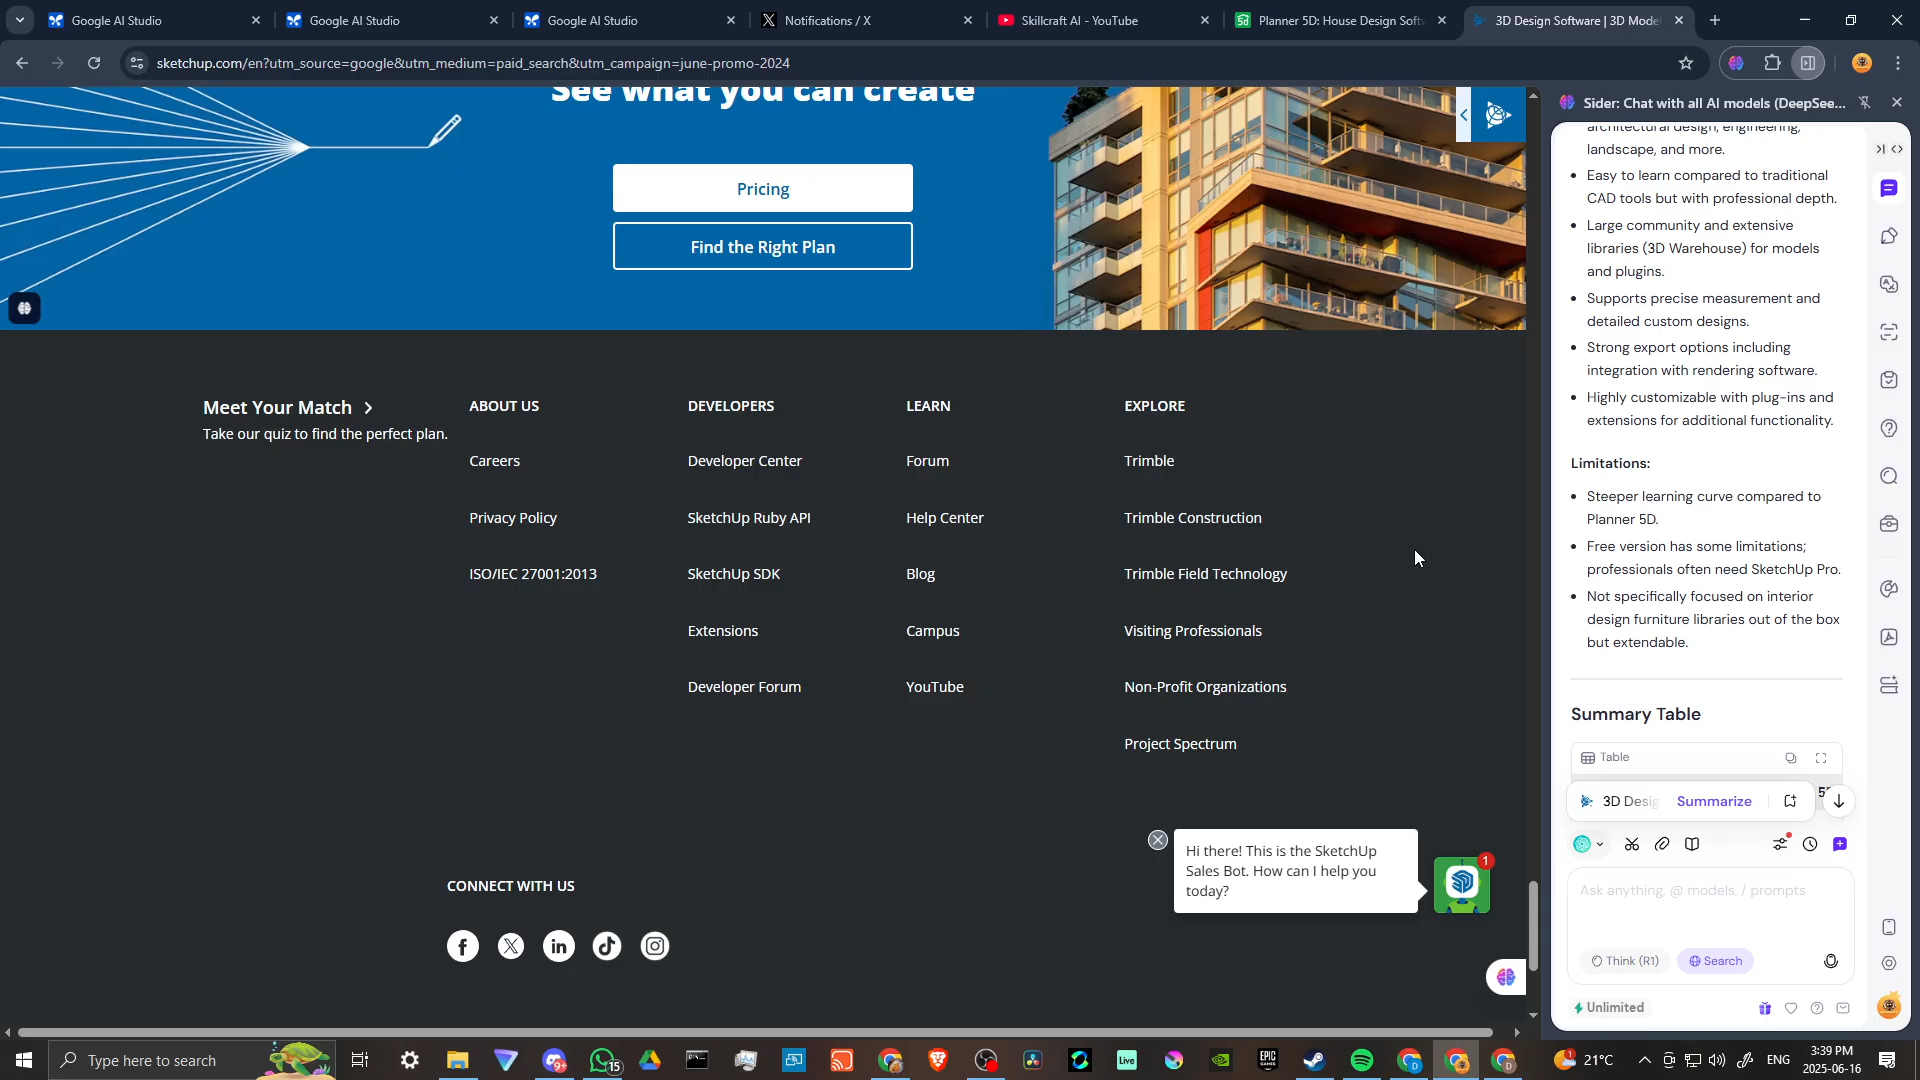 Google AI Studio
Google AI Studio
Google AI Studio
Notifications / X
Skillcraft AI - YouTube
Planner 5D: House Design Soft
3D Design Software | 3D Model
sketchup.com/en?utm_source=google&utm_medium=paid_search&utm_campaign=june-promo-2024
See what you can create
Pricing
Find the Right Plan
Meet Your Match
Take our quiz to find the perfect plan.
ABOUT US
Careers
Privacy Policy
ISO/IEC 27001:2013
DEVELOPERS
Developer Center
SketchUp Ruby API
SketchUp SDK
Extensions
Developer Forum
LEARN
Forum
Help Center
Blog
Campus
YouTube
EXPLORE
Trimble
Trimble Construction
Trimble Field Technology
Visiting Professionals
Non-Profit Organizations
Project Spectrum
CONNECT WITH US
Hi there! This is the SketchUp
Sales Bot. How can I help you
today?
1
Sider: Chat with all AI models (DeepSee...
architectural design, engineering,
landscape, and more.
• Easy to learn compared to traditional
CAD tools but with professional depth.
• Large community and extensive
libraries (3D Warehouse) for models
and plugins.
• Supports precise measurement and
detailed custom designs.
• Strong export options including
integration with rendering software.
• Highly customizable with plug-ins and
extensions for additional functionality.
Limitations:
• Steeper learning curve compared to
Planner 5D.
• Free version has some limitations;
professionals often need SketchUp Pro.
• Not specifically focused on interior
design furniture libraries out of the box
but extendable.
Summary Table
Table
3D Desig
Summarize
Ask anything, @ models, / prompts
Think (R1)
Search
Unlimited
Type here to search
9+
15
Live
EPIC
GAMES
1
21°C
ENG
3:39 PM
2025-06-16